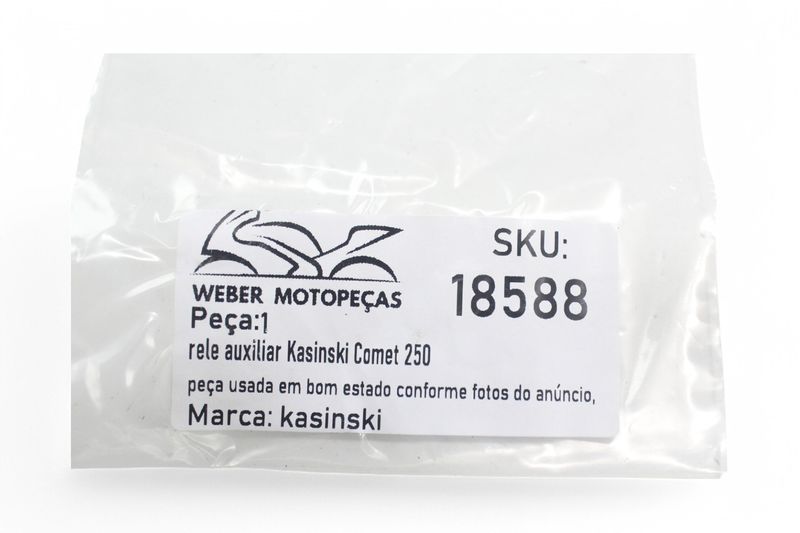 SKU:
18588
WEBER MOTOPEÇAS
Peça:1
rele auxiliar Kasinski Comet 250
peça usada em bom estado conforme fotos do anúncio,
Marca: kasinski